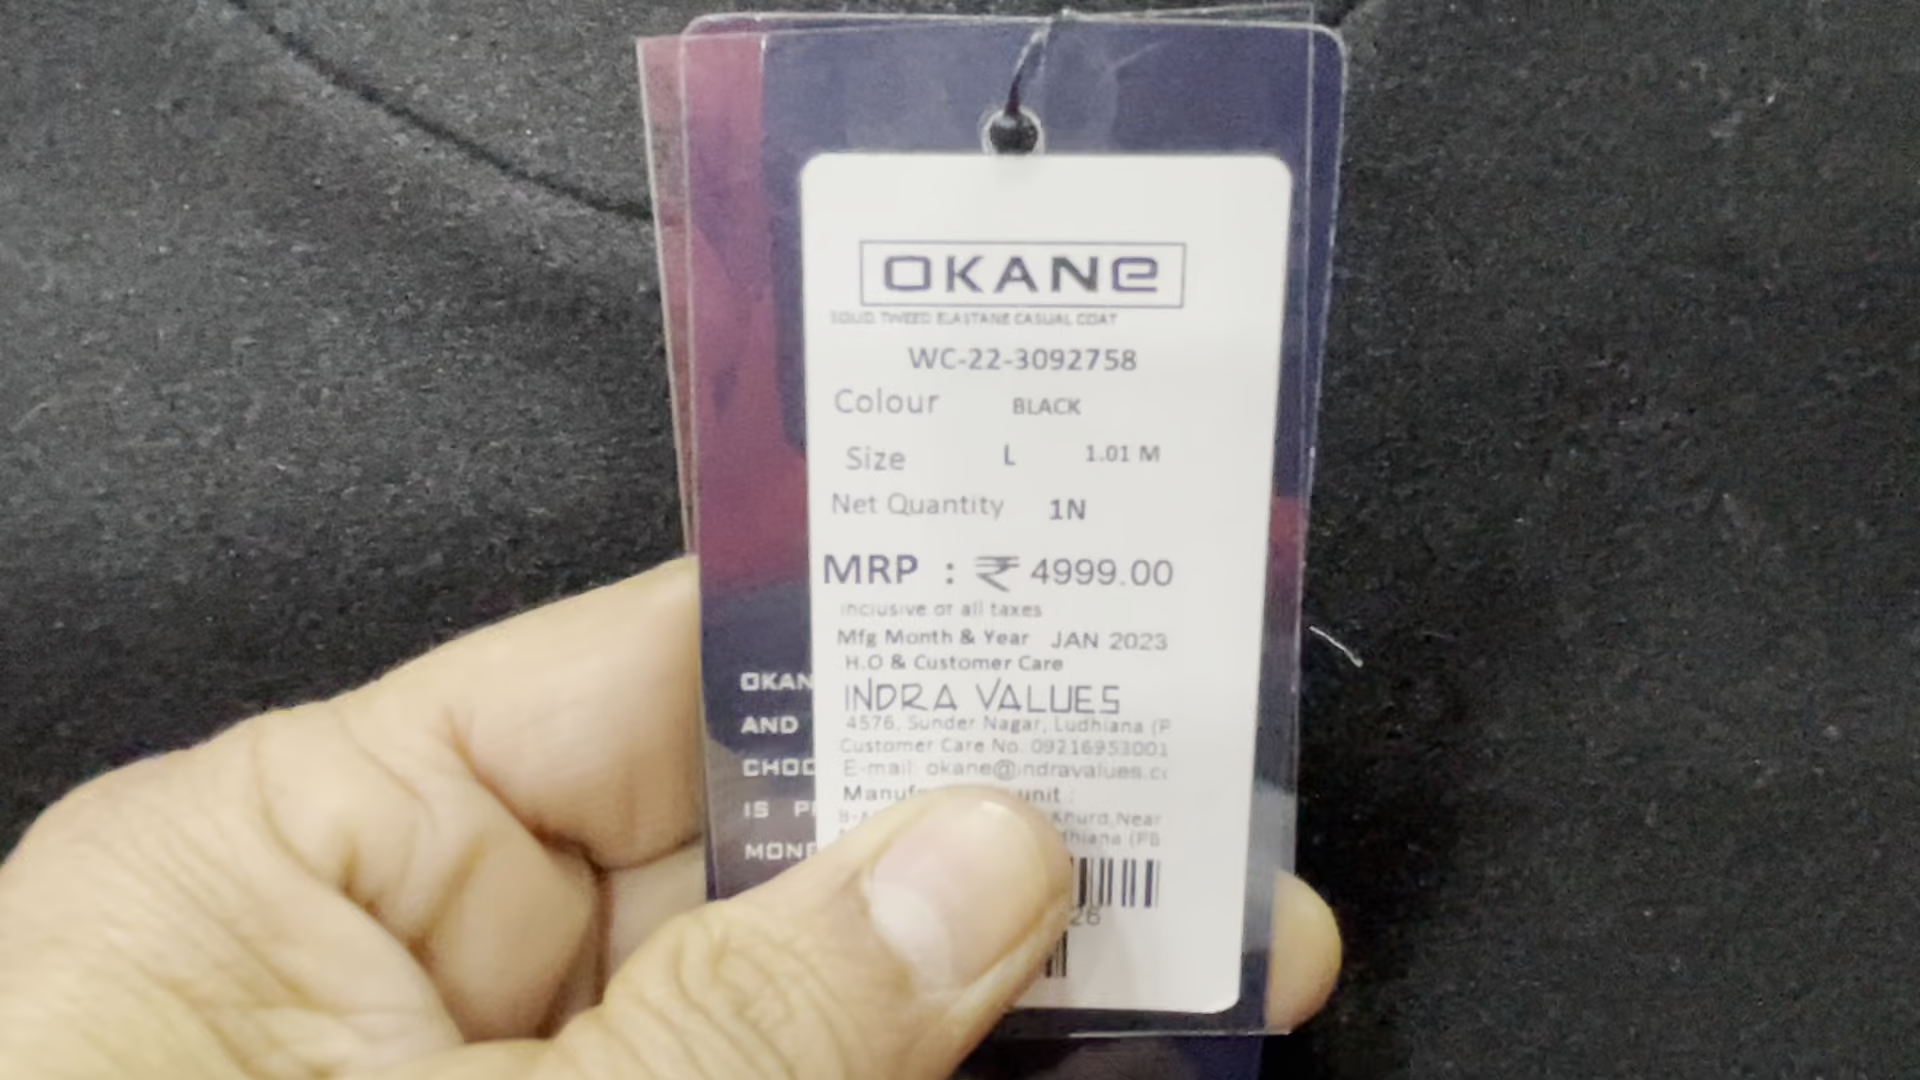 OKANE
SOLID TWEED ELASTANE CASUAL COAT
WC-22-3092758
Colour BLACK
Size L 1.01 M
Net Quantity 1N
MRP : ₹ 4999.00
inclusive of all taxes
Mfg Month & Year JAN 2023
H.O & Customer Care
INDRA VALUES
4576, Sunder Nagar, Ludhiana (P
Customer Care No. 09216953001
E-mail: okane@indravalues.c
Manuf unit :
Khurd, Near
dhiana (PB
26
OKAN
AND
CHOO
IS P
MOND